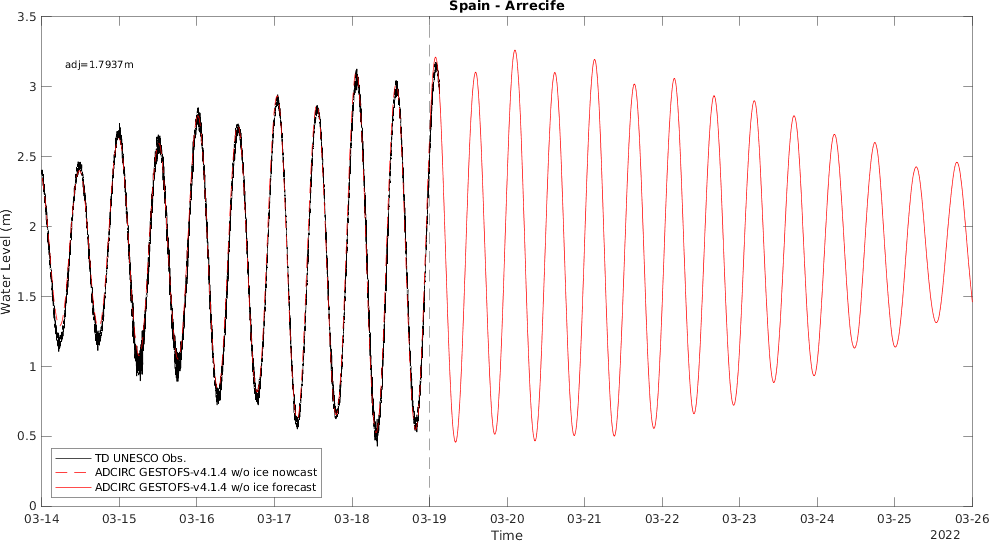 Spain - Arrecife
adj=1.7937m
Water Level (m)
3.5
3
2.5
2
1.5
1
0.5
0
TD UNESCO Obs.
ADCIRC GESTOFS-v4.1.4 w/o ice nowcast
ADCIRC GESTOFS-v4.1.4 w/o ice forecast
03-14 03-15 03-16 03-17 03-18 03-19 03-20 03-21 03-22 03-23 03-24 03-25 03-26
Time
2022